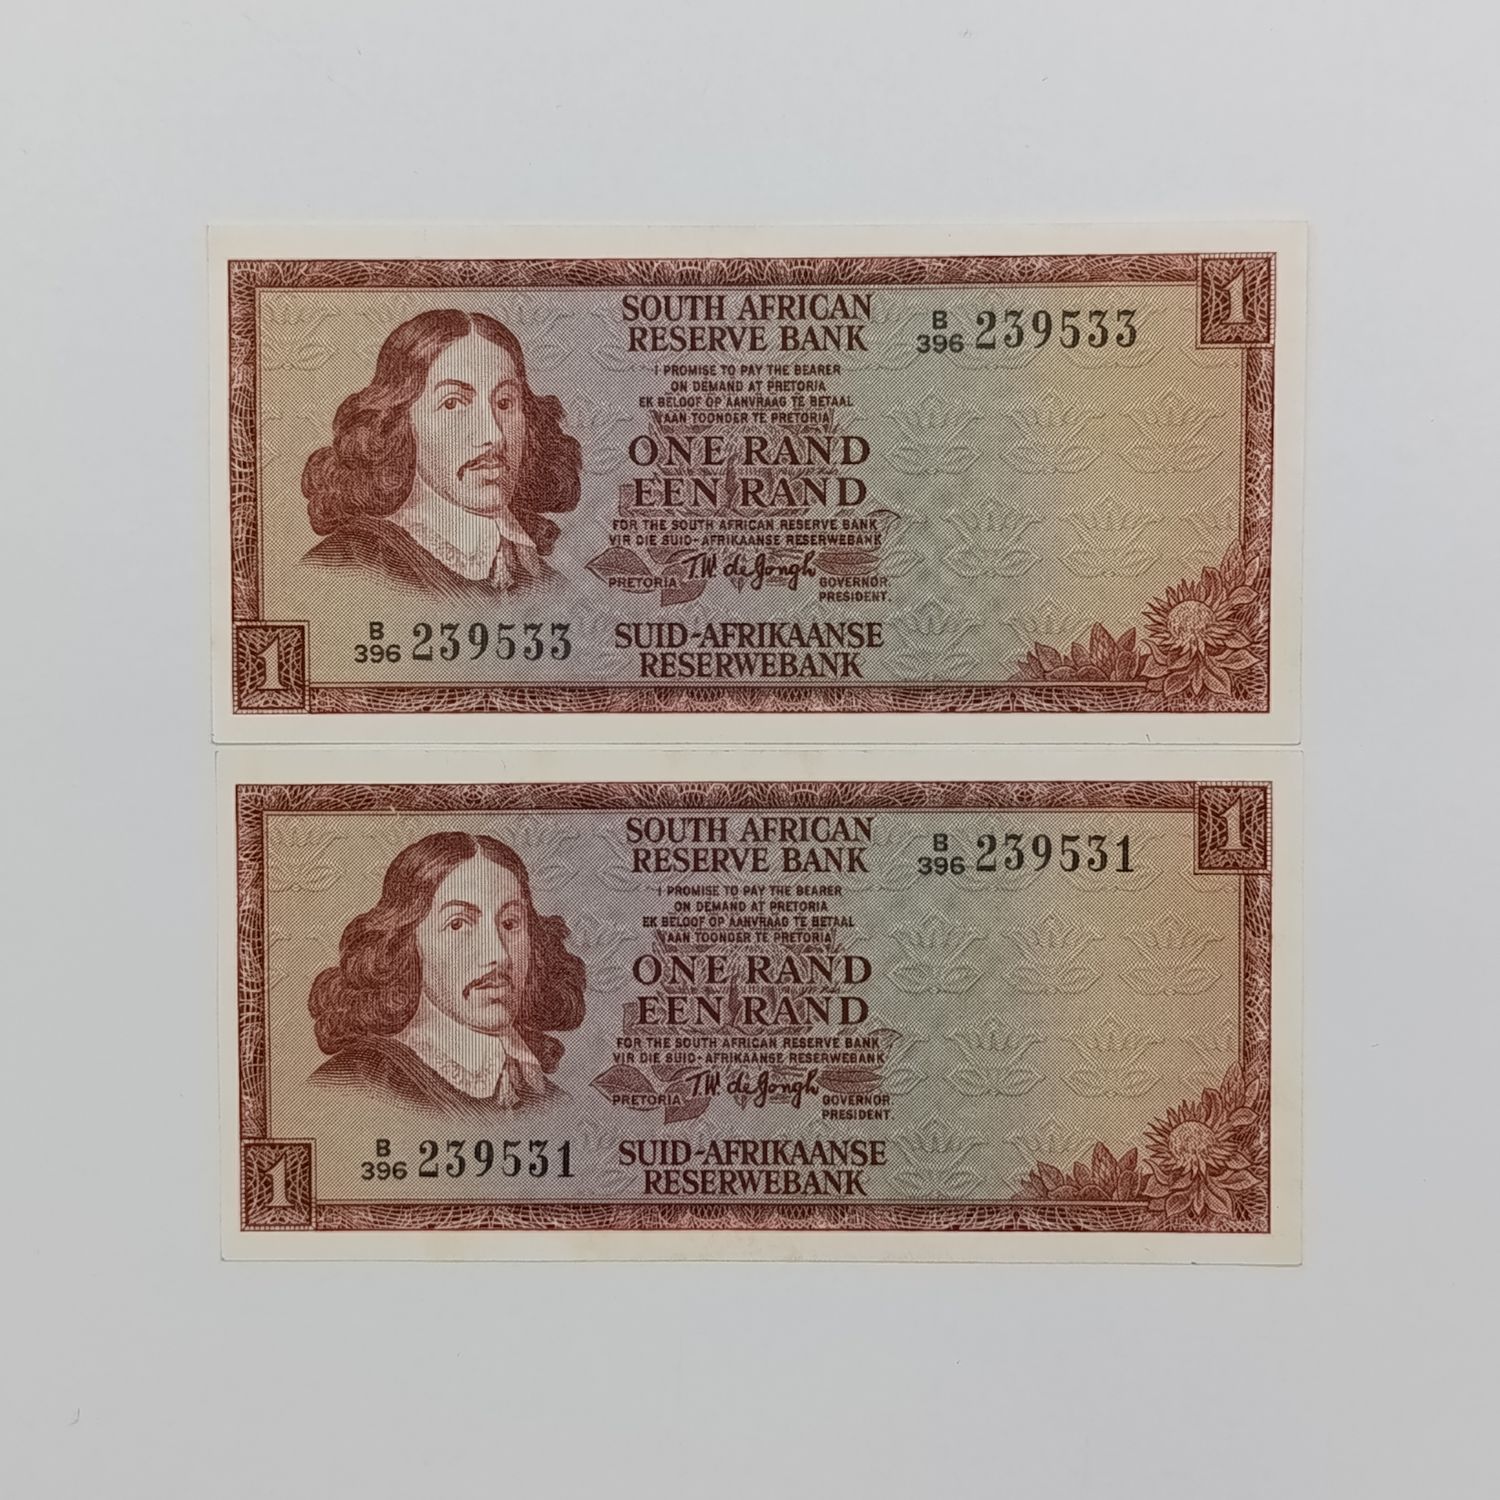 1
SOUTH AFRICAN
RESERVE BANK
B
396 239533
I PROMISE TO PAY THE BEARER
ON DEMAND AT PRETORIA
EK BELOOF OP AANVRAAG TE BETAAL
AAN TOONDER TE PRETORIA
ONE RAND
EEN RAND
FOR THE SOUTH AFRICAN RESERVE BANK
VIR DIE SUID-AFRIKAANSE RESERWEBANK
T.W. de Jongh
PRETORIA GOVERNOR.
PRESIDENT.
B
396 239533
SUID-AFRIKAANSE
RESERWEBANK
1
1
SOUTH AFRICAN
RESERVE BANK
B
396 239531
I PROMISE TO PAY THE BEARER
ON DEMAND AT PRETORIA
EK BELOOF OP AANVRAAG TE BETAAL
AAN TOONDER TE PRETORIA
ONE RAND
EEN RAND
FOR THE SOUTH AFRICAN RESERVE BANK
VIR DIE SUID-AFRIKAANSE RESERWEBANK
T.W. de Jongh
PRETORIA GOVERNOR.
PRESIDENT.
B
396 239531
SUID-AFRIKAANSE
RESERWEBANK
1